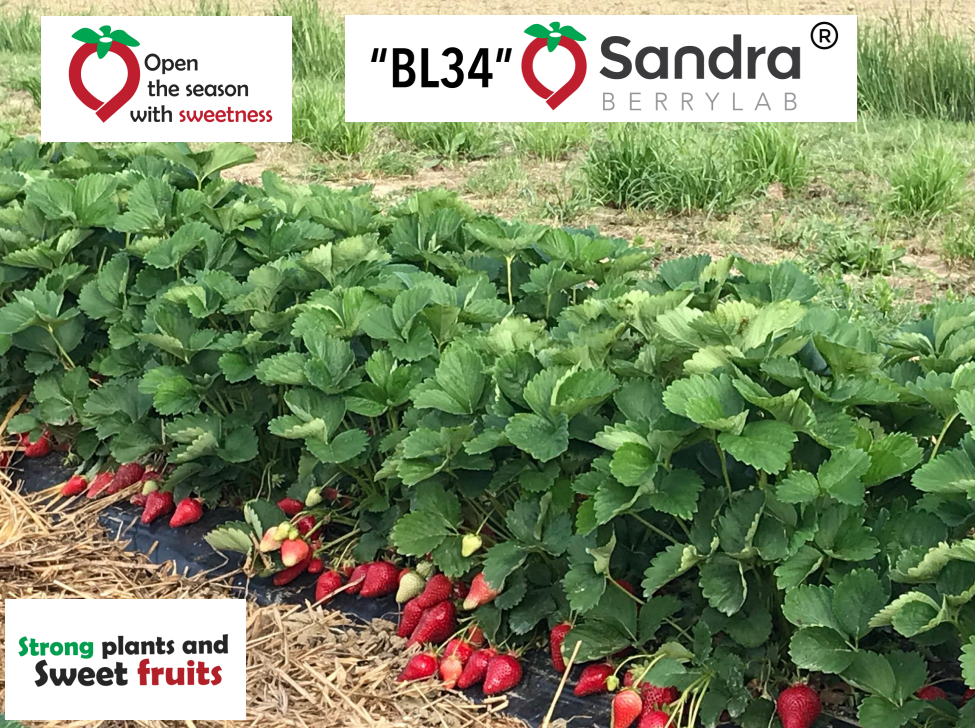 Open
the season
with sweetness
“BL34” Sandra ®
BERRYLAB
Strong plants and
Sweet fruits